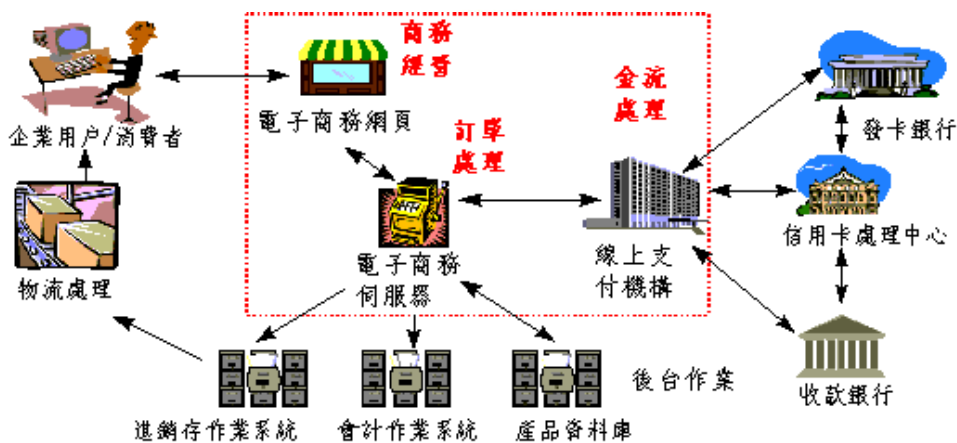 商務
經營
金流
處理
企業用戶/消費者
電子商務網頁
訂單
處理
發卡銀行
物流處理
電子商務
伺服器
線上支
付機構
信用卡處理中心
後台作業
收款銀行
進銷存作業系統
會計作業系統
產品資料庫